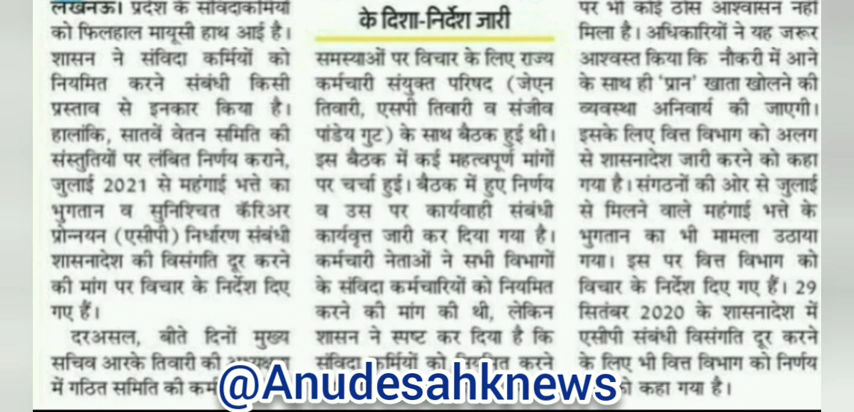 लखनऊ। प्रदेश के संविदाकर्मियों
को फिलहाल मायूसी हाथ आई है।
शासन ने संविदा कर्मियों को
नियमित करने संबंधी किसी
प्रस्ताव से इनकार किया है।
हालांकि, सातवें वेतन समिति की
संस्तुतियों पर लंबित निर्णय कराने,
जुलाई 2021 से महंगाई भत्ते का
भुगतान व सुनिश्चित कॅरिअर
प्रोन्नयन (एसीपी) निर्धारण संबंधी
शासनादेश की विसंगति दूर करने
की मांग पर विचार के निर्देश दिए
गए हैं।
दरअसल, बीते दिनों मुख्य
सचिव आरके तिवारी की अध्यक्षता
में गठित समिति की
के दिशा-निर्देश जारी
समस्याओं पर विचार के लिए राज्य
कर्मचारी संयुक्त परिषद (जेएन
तिवारी, एसपी तिवारी व संजीव
पांडेय गुट) के साथ बैठक हुई थी।
इस बैठक में कई महत्वपूर्ण मांगों
पर चर्चा हुई। बैठक में हुए निर्णय
व उस पर कार्यवाही संबंधी
कार्यवृत्त जारी कर दिया गया है।
कर्मचारी नेताओं ने सभी विभागों
के संविदा कर्मचारियों को नियमित
करने की मांग की थी, लेकिन
शासन ने स्पष्ट कर दिया है कि
संविदा कर्मियों को नियमित करने
पर भी कोई ठोस आश्वासन नहीं
मिला है। अधिकारियों ने यह जरूर
आश्वस्त किया कि नौकरी में आने
के साथ ही 'प्रान' खाता खोलने की
व्यवस्था अनिवार्य की जाएगी।
इसके लिए वित्त विभाग को अलग
से शासनादेश जारी करने को कहा
गया है। संगठनों की ओर से जुलाई
से मिलने वाले महंगाई भत्ते के
भुगतान का भी मामला उठाया
गया। इस पर वित्त विभाग को
विचार के निर्देश दिए गए हैं। 29
सितंबर 2020 के शासनादेश में
एसीपी संबंधी विसंगति दूर करने
के लिए भी वित्त विभाग को निर्णय
को कहा गया है।
@Anudesahknews